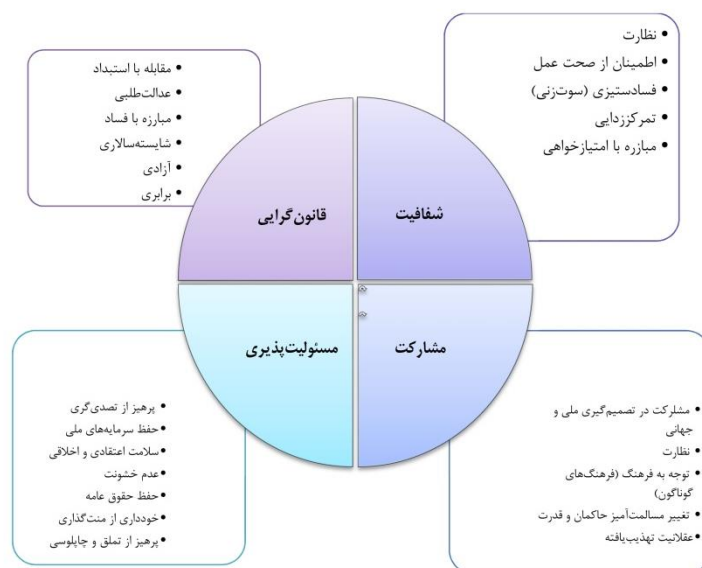 نظارت
اطمینان از صحت عمل
فسادستیزی (سوت‌زنی)
تمرکززدایی
مبازره با امتیازخواهی
شفافیت
مقابله با استبداد
عدالت‌طلبی
مبارزه با فساد
شایسته‌سالاری
آزادی
برابری
قانون‌گرایی
مشارکت
مشلرکت در تصمیم‌گیری ملی و
جهانی
نظارت
توجه به فرهنگ (فرهنگ‌های
گوناگون)
تغییر مسالمت‌آمیز حاکمان و قدرت
عقلانیت تهذیب‌یافته
مسئولیت‌پذیری
پرهیز از تصدی‌گری
حفظ سرمایه‌های ملی
سلامت اعتقادی و اخلاقی
عدم خشونت
حفظ حقوق عامه
خودداری از منت‌گذاری
پرهیز از تملق و چاپلوسی